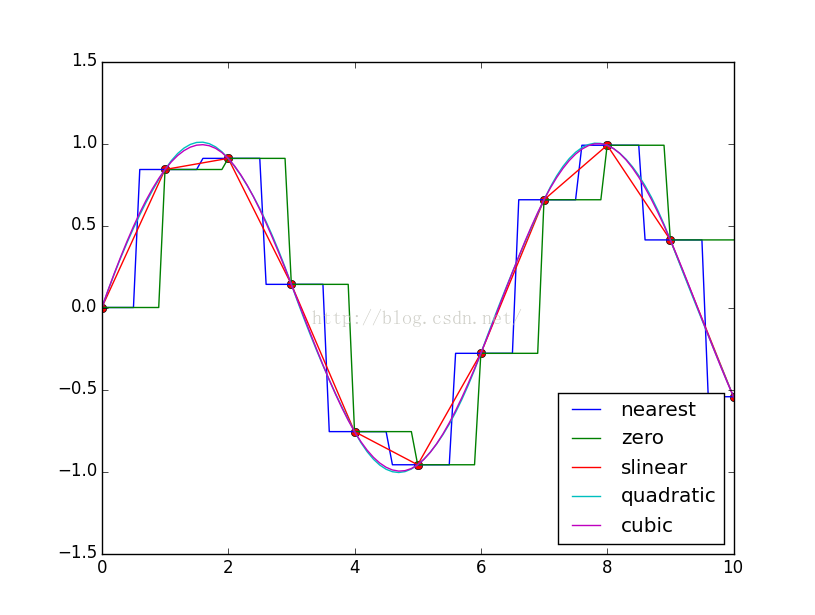 1.5
1.0
0.5
0.0
−0.5
−1.0
−1.5
http://blog.csdn.net/
nearest
zero
slinear
quadratic
cubic
0 2 4 6 8 10